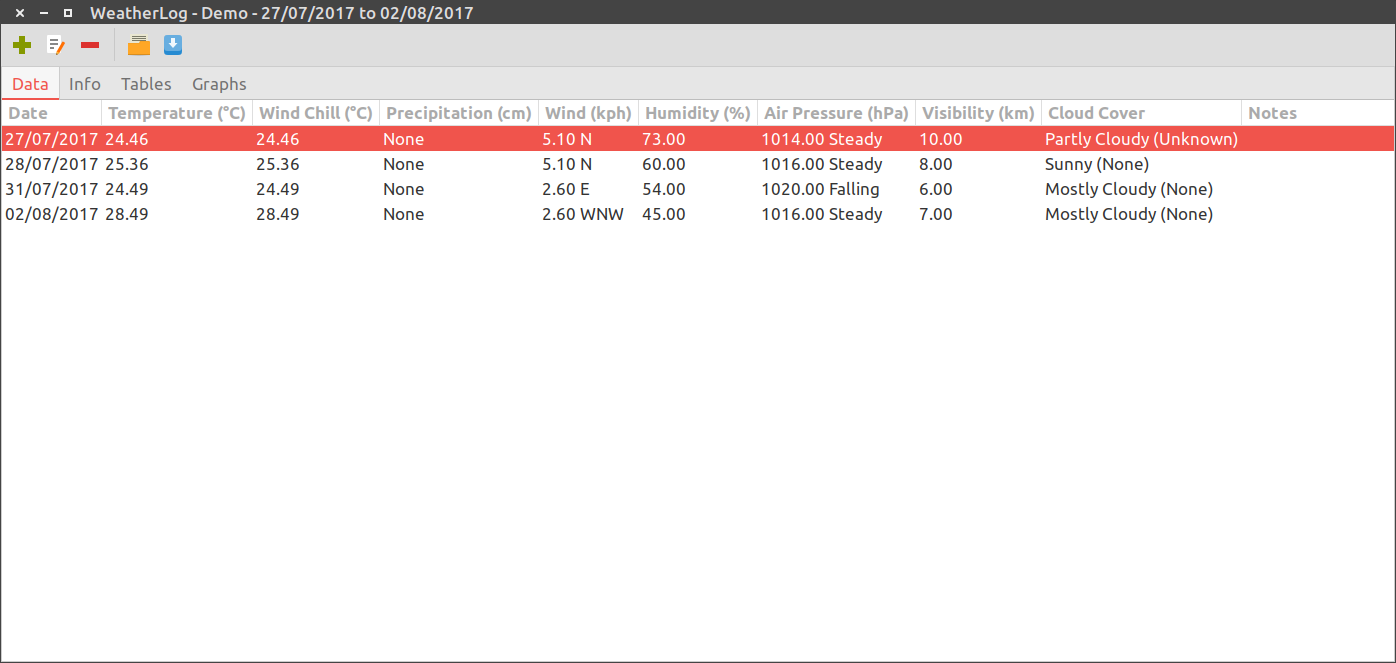 WeatherLog - Demo - 27/07/2017 to 02/08/2017
Data Info Tables Graphs
Date Temperature (°C) Wind Chill (°C) Precipitation (cm) Wind (kph) Humidity (%) Air Pressure (hPa) Visibility (km) Cloud Cover Notes
27/07/2017 24.46 24.46 None 5.10 N 73.00 1014.00 Steady 10.00 Partly Cloudy (Unknown)
28/07/2017 25.36 25.36 None 5.10 N 60.00 1016.00 Steady 8.00 Sunny (None)
31/07/2017 24.49 24.49 None 2.60 E 54.00 1020.00 Falling 6.00 Mostly Cloudy (None)
02/08/2017 28.49 28.49 None 2.60 WNW 45.00 1016.00 Steady 7.00 Mostly Cloudy (None)